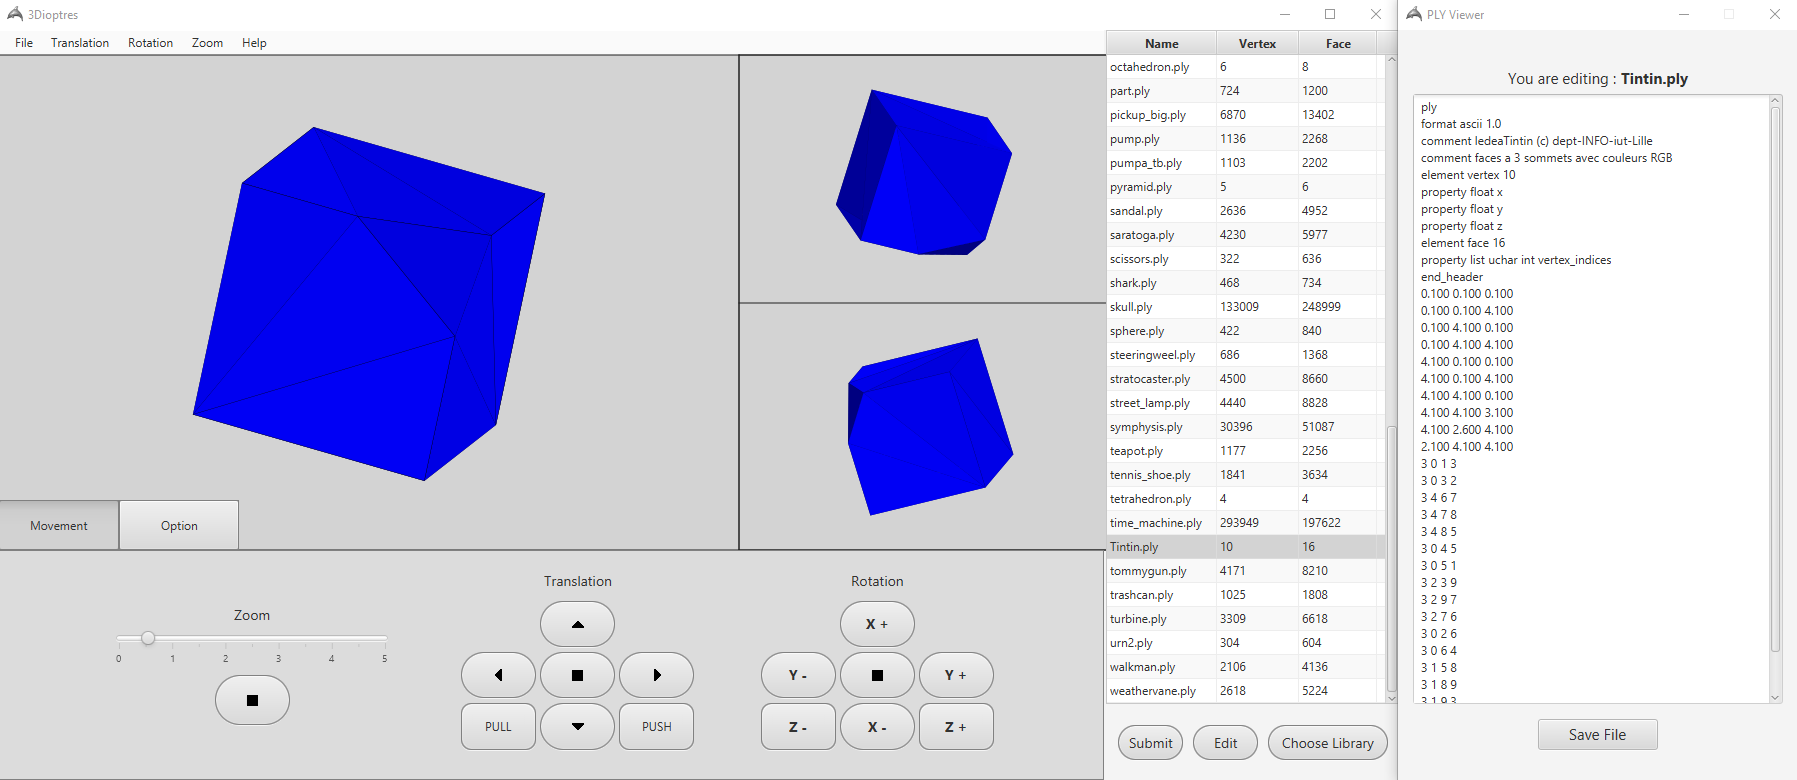 3Dioptres
File Translation Rotation Zoom Help
Movement Option
Zoom
0 1 2 3 4 5
Translation
PULL PUSH
Rotation
X +
Y - Y +
Z - X - Z +
Name Vertex Face
octahedron.ply 6 8
part.ply 724 1200
pickup_big.ply 6870 13402
pump.ply 1136 2268
pumpa_tb.ply 1103 2202
pyramid.ply 5 6
sandal.ply 2636 4952
saratoga.ply 4230 5977
scissors.ply 322 636
shark.ply 468 734
skull.ply 133009 248999
sphere.ply 422 840
steeringweel.ply 686 1368
stratocaster.ply 4500 8660
street_lamp.ply 4440 8828
symphysis.ply 30396 51087
teapot.ply 1177 2256
tennis_shoe.ply 1841 3634
tetrahedron.ply 4 4
time_machine.ply 293949 197622
Tintin.ply 10 16
tommygun.ply 4171 8210
trashcan.ply 1025 1808
turbine.ply 3309 6618
urn2.ply 304 604
walkman.ply 2106 4136
weathervane.ply 2618 5224
Submit Edit Choose Library
PLY Viewer
You are editing : Tintin.ply
ply
format ascii 1.0
comment ledeaTintin (c) dept-INFO-iut-Lille
comment faces a 3 sommets avec couleurs RGB
element vertex 10
property float x
property float y
property float z
element face 16
property list uchar int vertex_indices
end_header
0.100 0.100 0.100
0.100 0.100 4.100
0.100 4.100 0.100
0.100 4.100 4.100
4.100 0.100 0.100
4.100 0.100 4.100
4.100 4.100 0.100
4.100 4.100 3.100
4.100 2.600 4.100
2.100 4.100 4.100
3 0 1 3
3 0 3 2
3 4 6 7
3 4 7 8
3 4 8 5
3 0 4 5
3 0 5 1
3 2 3 9
3 2 9 7
3 2 7 6
3 0 2 6
3 0 6 4
3 1 5 8
3 1 8 9
3 1 9 3
Save File